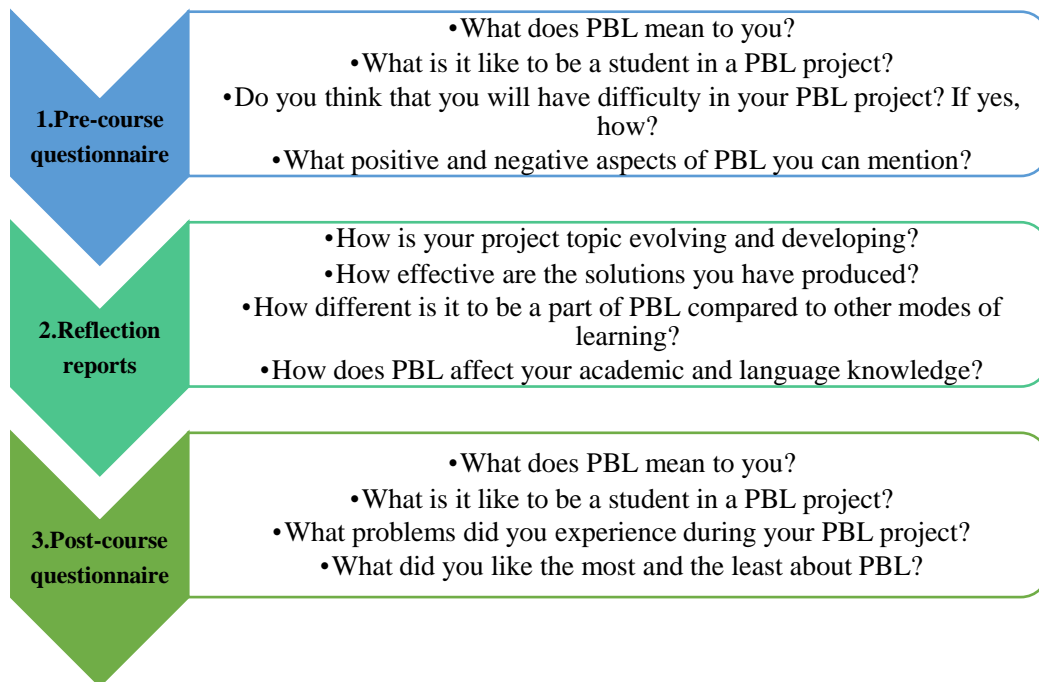 1.Pre-course
questionnaire
•What does PBL mean to you?
•What is it like to be a student in a PBL project?
•Do you think that you will have difficulty in your PBL project? If yes,
how?
•What positive and negative aspects of PBL you can mention?
2.Reflection
reports
•How is your project topic evolving and developing?
•How effective are the solutions you have produced?
•How different is it to be a part of PBL compared to other modes of
learning?
•How does PBL affect your academic and language knowledge?
3.Post-course
questionnaire
•What does PBL mean to you?
•What is it like to be a student in a PBL project?
•What problems did you experience during your PBL project?
•What did you like the most and the least about PBL?